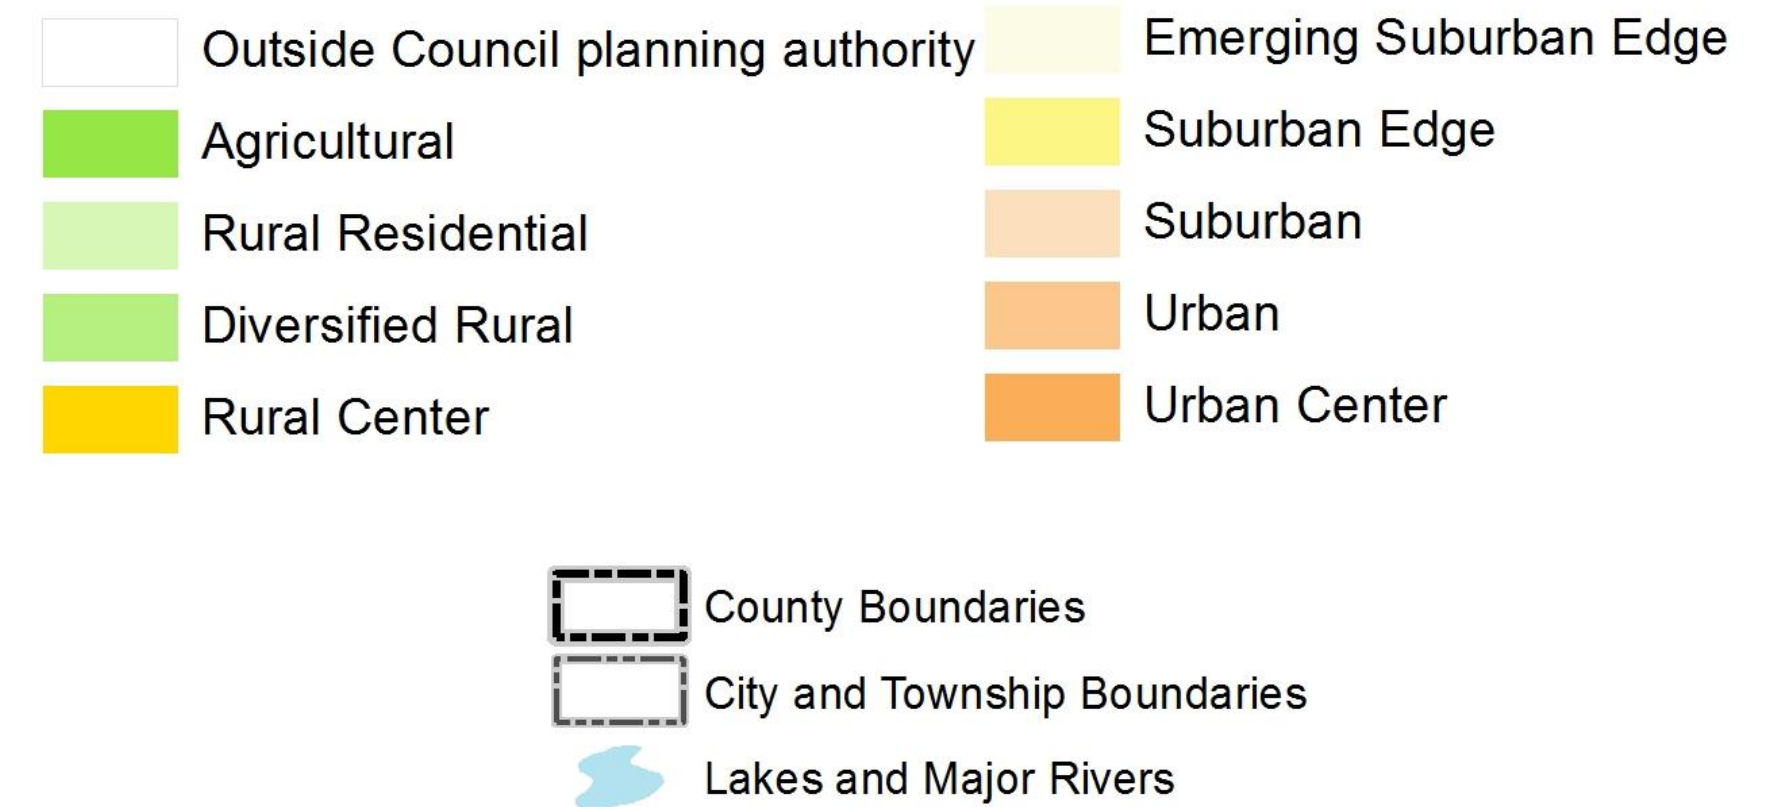 Outside Council planning authority
Agricultural
Rural Residential
Diversified Rural
Rural Center
Emerging Suburban Edge
Suburban Edge
Suburban
Urban
Urban Center
County Boundaries
City and Township Boundaries
Lakes and Major Rivers